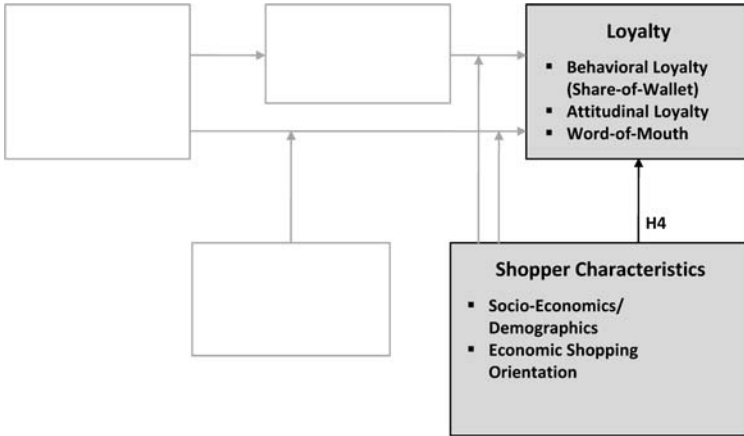 Loyalty
▪ Behavioral Loyalty
(Share-of-Wallet)
▪ Attitudinal Loyalty
▪ Word-of-Mouth
H4
Shopper Characteristics
▪ Socio-Economics/
Demographics
▪ Economic Shopping
Orientation